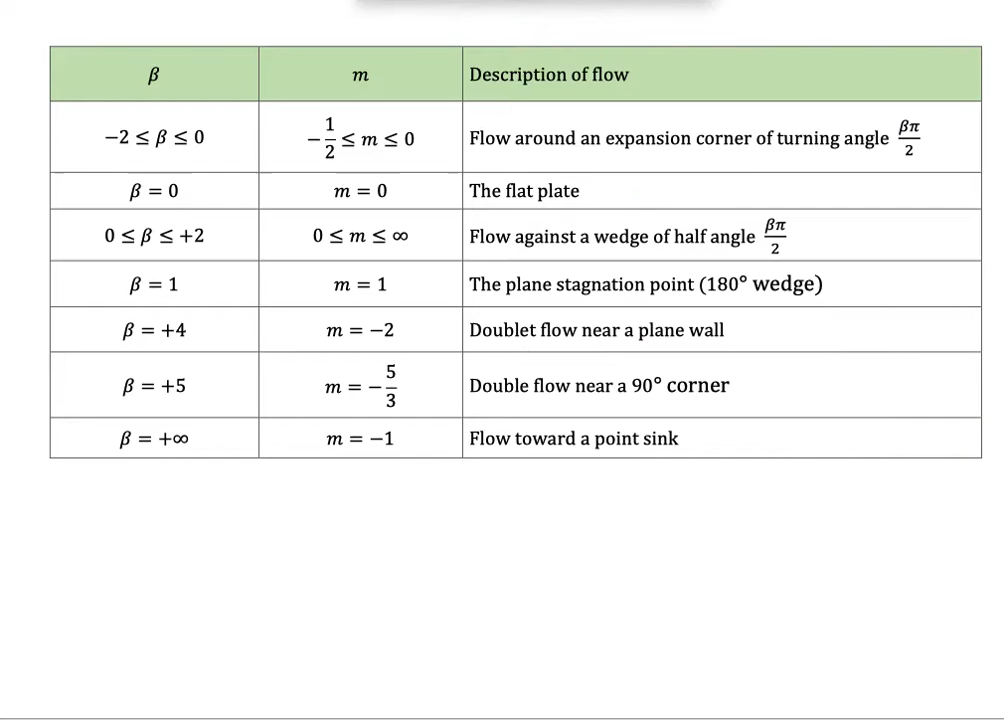 β m Description of flow
−2 ≤ β ≤ 0 −1/2 ≤ m ≤ 0 Flow around an expansion corner of turning angle βπ/2
β = 0 m = 0 The flat plate
0 ≤ β ≤ +2 0 ≤ m ≤ ∞ Flow against a wedge of half angle βπ/2
β = 1 m = 1 The plane stagnation point (180° wedge)
β = +4 m = −2 Doublet flow near a plane wall
β = +5 m = −5/3 Double flow near a 90° corner
β = +∞ m = −1 Flow toward a point sink